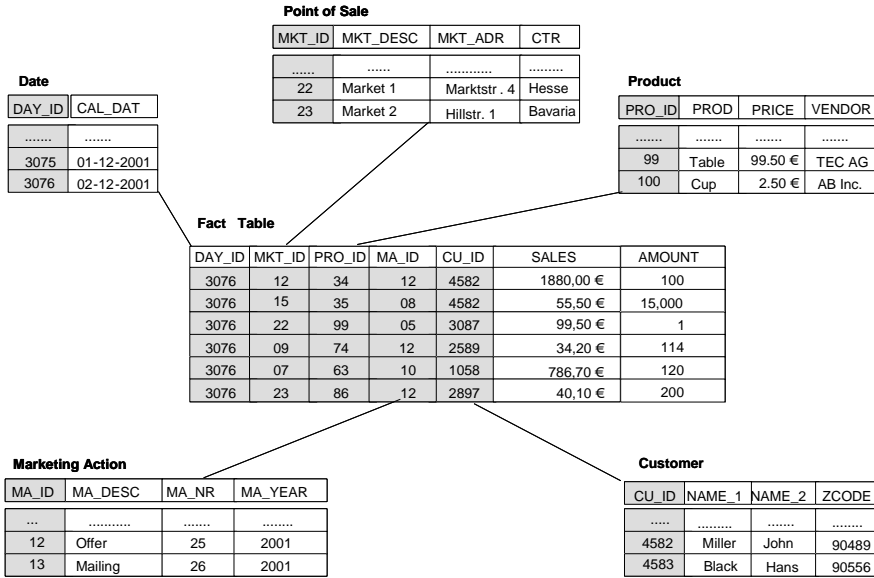 Point of Sale
MKT_ID MKT_DESC MKT_ADR CTR
...... ...... ............ .........
22 Market 1 Marktstr . 4 Hesse
23 Market 2 Hillstr. 1 Bavaria
Date
DAY_ID CAL_DAT
....... .......
3075 01-12-2001
3076 02-12-2001
Product
PRO_ID PROD PRICE VENDOR
....... ....... ....... .......
99 Table 99.50 € TEC AG
100 Cup 2.50 € AB Inc.
Fact Table
DAY_ID MKT_ID PRO_ID MA_ID CU_ID SALES AMOUNT
3076 12 34 12 4582 1880,00 € 100
3076 15 35 08 4582 55,50 € 15,000
3076 22 99 05 3087 99,50 € 1
3076 09 74 12 2589 34,20 € 114
3076 07 63 10 1058 786,70 € 120
3076 23 86 12 2897 40,10 € 200
Marketing Action
MA_ID MA_DESC MA_NR MA_YEAR
... ........... ....... ........
12 Offer 25 2001
13 Mailing 26 2001
Customer
CU_ID NAME_1 NAME_2 ZCODE
..... ......... ....... ........
4582 Miller John 90489
4583 Black Hans 90556